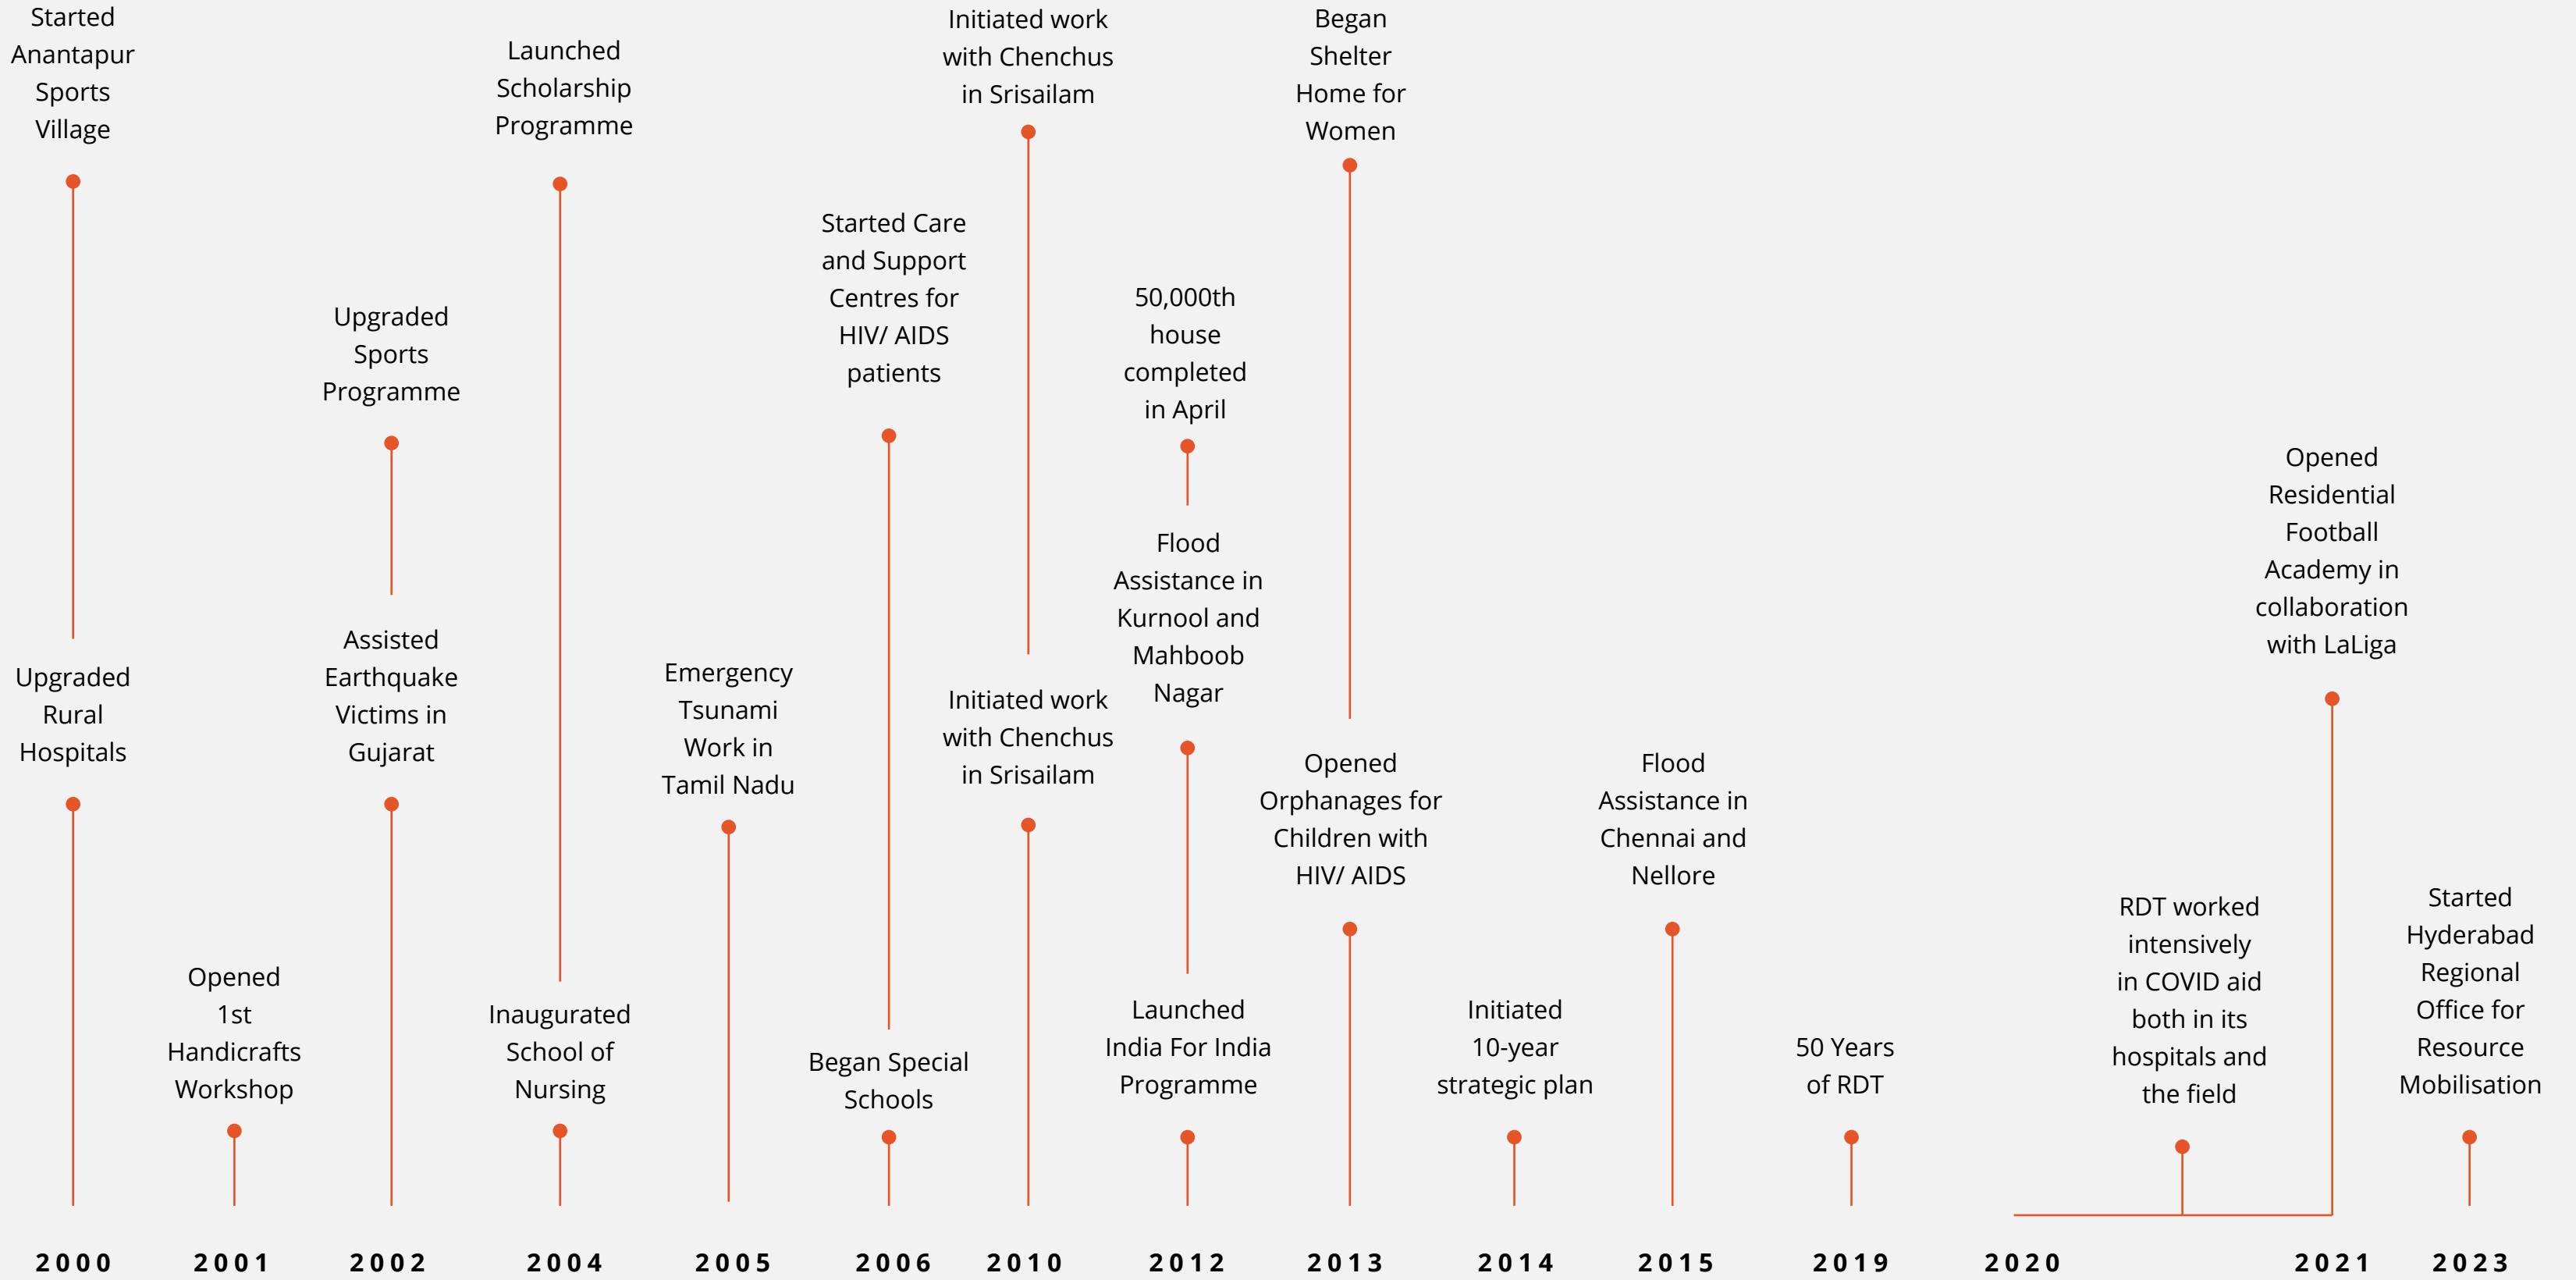 Started
Anantapur
Sports
Village
Upgraded
Rural
Hospitals
2000
Opened
1st
Handicrafts
Workshop
2001
Upgraded
Sports
Programme
Assisted
Earthquake
Victims in
Gujarat
2002
Launched
Scholarship
Programme
Inaugurated
School of
Nursing
2004
Emergency
Tsunami
Work in
Tamil Nadu
2005
Started Care
and Support
Centres for
HIV/ AIDS
patients
Began Special
Schools
2006
Initiated work
with Chenchus
in Srisailam
Initiated work
with Chenchus
in Srisailam
2010
50,000th
house
completed
in April
Flood
Assistance in
Kurnool and
Mahboob
Nagar
Launched
India For India
Programme
2012
Began
Shelter
Home for
Women
Opened
Orphanages for
Children with
HIV/ AIDS
2013
Initiated
10-year
strategic plan
2014
Flood
Assistance in
Chennai and
Nellore
2015
50 Years
of RDT
2019
2020
RDT worked
intensively
in COVID aid
both in its
hospitals and
the field
Opened
Residential
Football
Academy in
collaboration
with LaLiga
2021
Started
Hyderabad
Regional
Office for
Resource
Mobilisation
2023